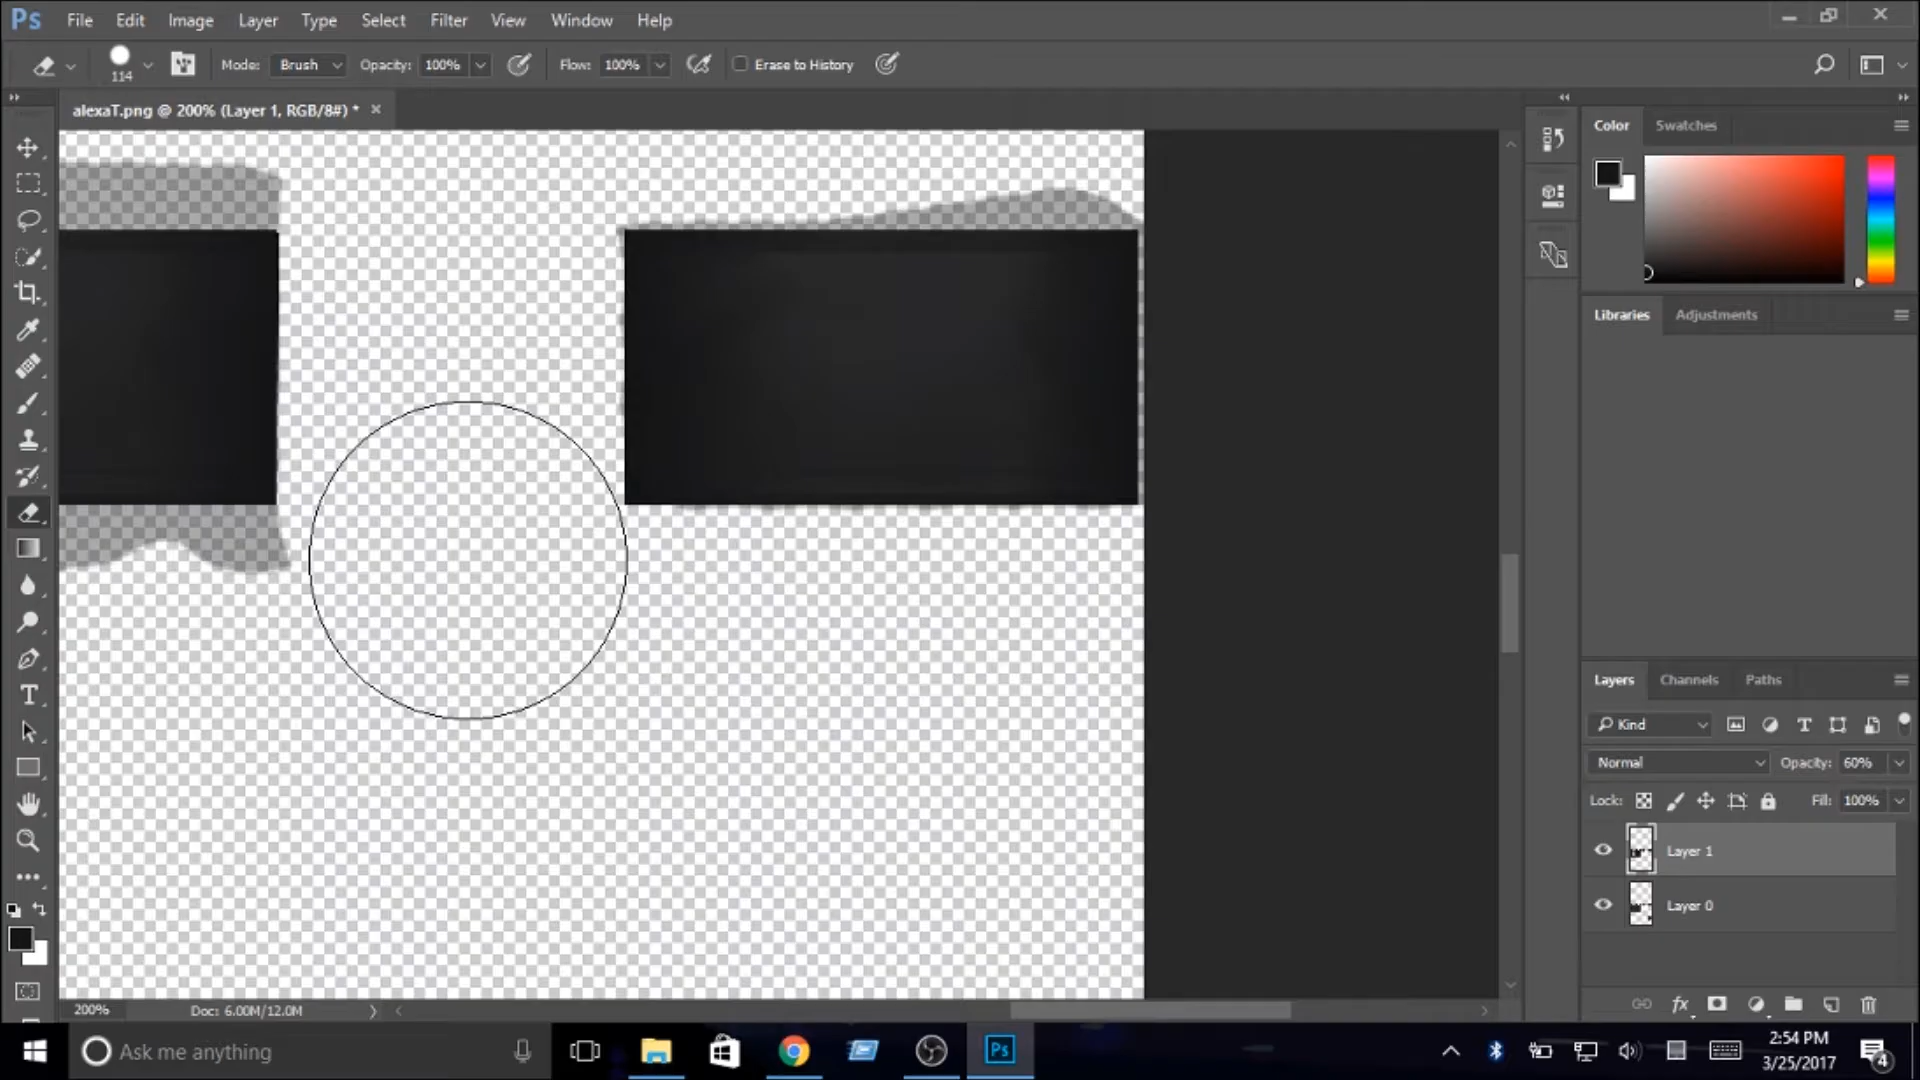 Ps File Edit Image Layer Type Select Filter View Window Help
114 Mode: Brush Opacity: 100% Flow: 100% Erase to History
alexaT.png @ 200% (Layer 1, RGB/8#) * ×
Color Swatches
Libraries Adjustments
Layers Channels Paths
Kind
Normal Opacity: 60%
Lock: Fill: 100%
Layer 1
Layer 0
fx
200% Doc: 6.00M/12.0M
Ask me anything
Ps
2:54 PM
3/25/2017
4